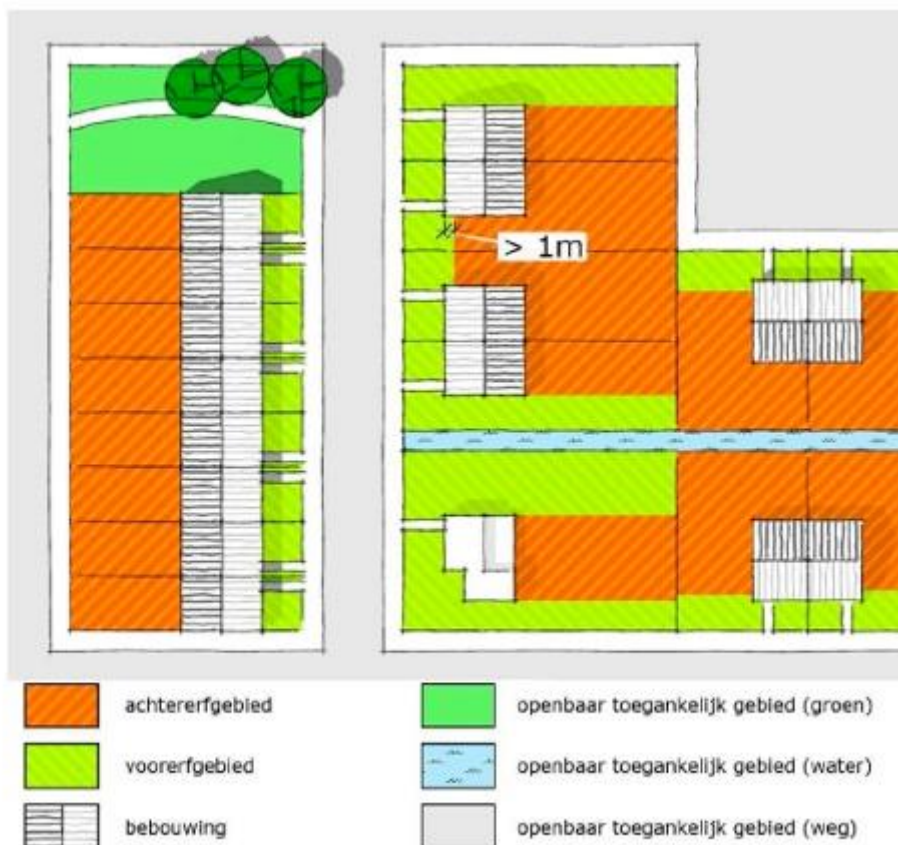 > 1m
achtererfgebied
voorerfgebied
bebouwing
openbaar toegankelijk gebied (groen)
openbaar toegankelijk gebied (water)
openbaar toegankelijk gebied (weg)